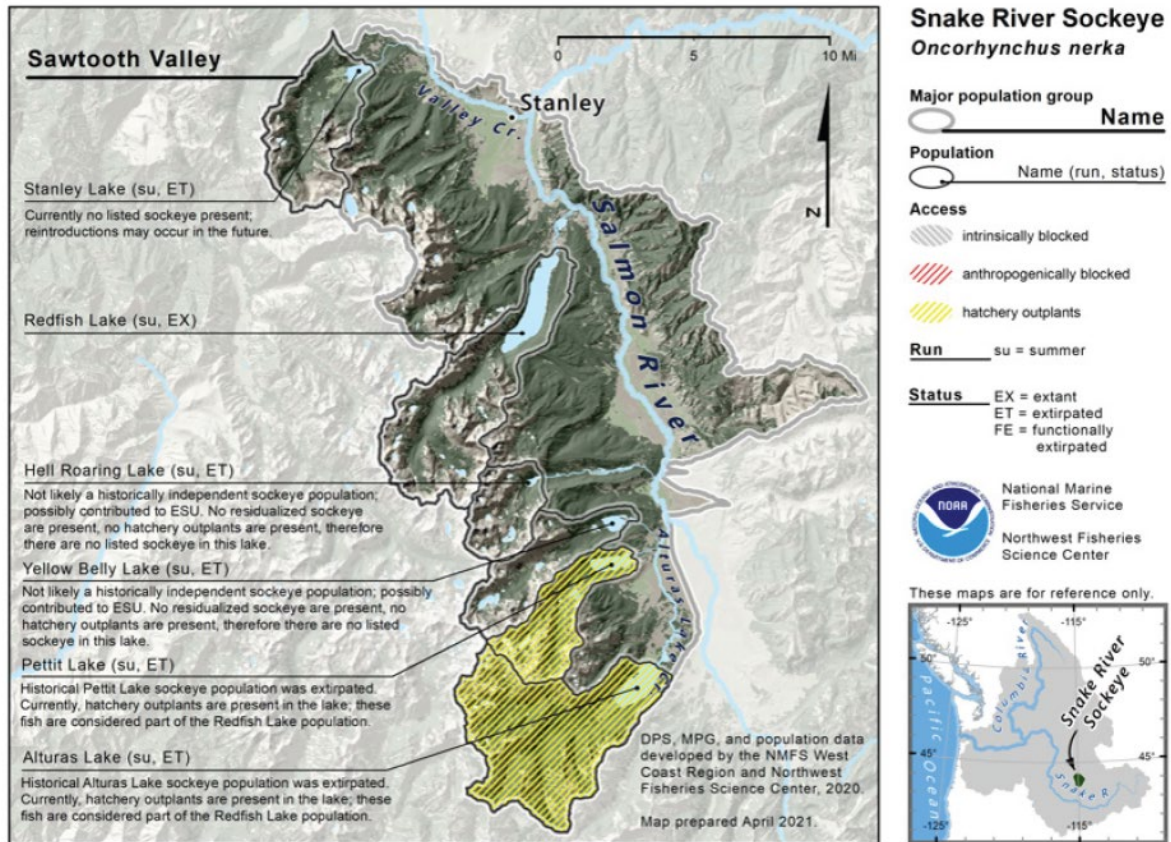 Sawtooth Valley
0 5 10 Mi
Stanley
Valley Cr.
Salmon River
Alturas Lake Cr.
N
Stanley Lake (su, ET)
Currently no listed sockeye present;
reintroductions may occur in the future.
Redfish Lake (su, EX)
Hell Roaring Lake (su, ET)
Not likely a historically independent sockeye population;
possibly contributed to ESU. No residualized sockeye
are present, no hatchery outplants are present, therefore
there are no listed sockeye in this lake.
Yellow Belly Lake (su, ET)
Not likely a historically independent sockeye population; possibly
contributed to ESU. No residualized sockeye are present, no
hatchery outplants are present, therefore there are no listed
sockeye in this lake.
Pettit Lake (su, ET)
Historical Pettit Lake sockeye population was extirpated.
Currently, hatchery outplants are present in the lake; these
fish are considered part of the Redfish Lake population.
Alturas Lake (su, ET)
Historical Alturas Lake sockeye population was extirpated.
Currently, hatchery outplants are present in the lake; these
fish are considered part of the Redfish Lake population.
DPS, MPG, and population data
developed by the NMFS West
Coast Region and Northwest
Fisheries Science Center, 2020.
Map prepared April 2021.
Snake River Sockeye
Oncorhynchus nerka
Major population group
Name
Population
Name (run, status)
Access
intrinsically blocked
anthropogenically blocked
hatchery outplants
Run su = summer
Status EX = extant
ET = extirpated
FE = functionally
extirpated
NOAA
National Marine
Fisheries Service
Northwest Fisheries
Science Center
These maps are for reference only.
-125° -115°
50° 50°
Columbia River
Snake River
Sockeye
Pacific Ocean
45° 45°
Snake R.
-125° -115°